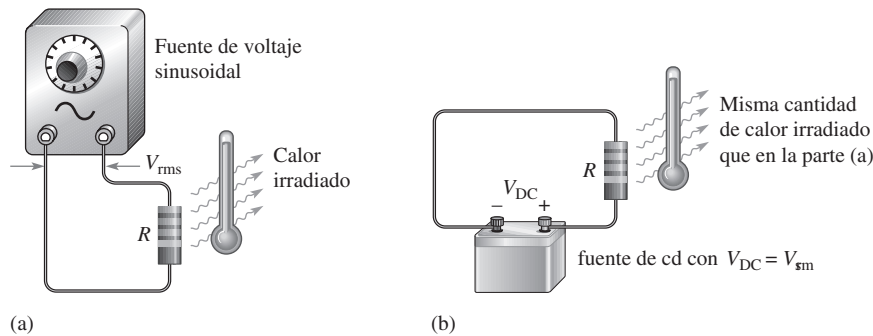 Fuente de voltaje
sinusoidal
V rms
Calor
irradiado
R
(a)
Misma cantidad
de calor irradiado
que en la parte (a)
R
V DC
− +
fuente de cd con V DC = V
(b)